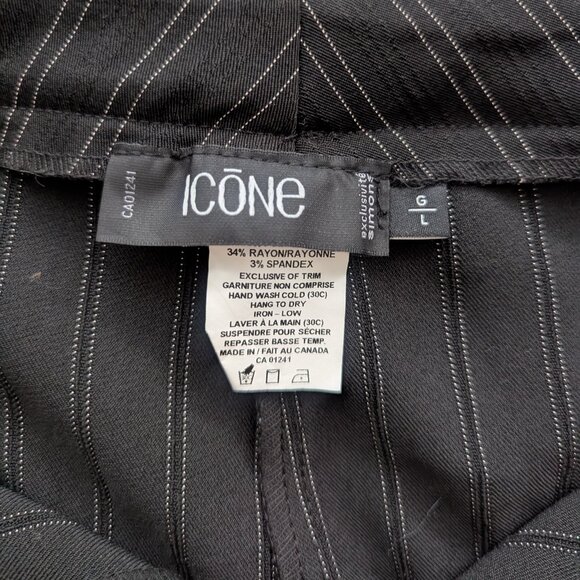 CA01241
ICŌNE
exclusivité
simons
G
L
34% RAYON/RAYONNE
3% SPANDEX
EXCLUSIVE OF TRIM
GARNITURE NON COMPRISE
HAND WASH COLD (30C)
HANG TO DRY
IRON – LOW
LAVER À LA MAIN (30C)
SUSPENDRE POUR SÉCHER
REPASSER BASSE TEMP.
MADE IN / FAIT AU CANADA
CA 01241